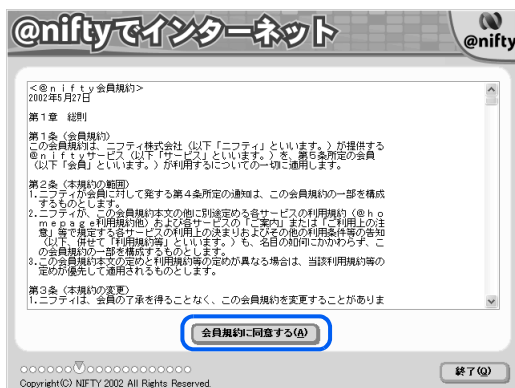 @niftyでインターネット
@nifty
<@nifty会員規約>
2002年5月27日
第1章 総則
第1条(会員規約)
この会員規約は、ニフティ株式会社(以下「ニフティ」といいます。)が提供する
@niftyサービス(以下「サービス」といいます。)を、第5条所定の会員
(以下「会員」といいます。)が利用するについての一切に適用します。
第2条(本規約の範囲)
1.ニフティが会員に対して発する第4条所定の通知は、この会員規約の一部を構成
するものとします。
2.ニフティが、この会員規約本文の他に別途定める各サービスの利用規約(@ho
mepage利用規約他)および各サービスの「ご案内」または「ご利用上の注
意」等で規定する各サービスの利用上の決まりおよびその他の利用条件等の告知
(以下、併せて「利用規約等」といいます。)も、名目の如何にかかわらず、こ
の会員規約の一部を構成するものとします。
3.この会員規約本文の定めと利用規約等の定めが異なる場合は、当該利用規約等の
定めが優先して適用されるものとします。
第3条(本規約の変更)
1.ニフティは、会員の了承を得ることなく、この会員規約を変更することがありま
会員規約に同意する(A)
終了(Q)
Copyright(C) NIFTY 2002 All Rights Reserved.